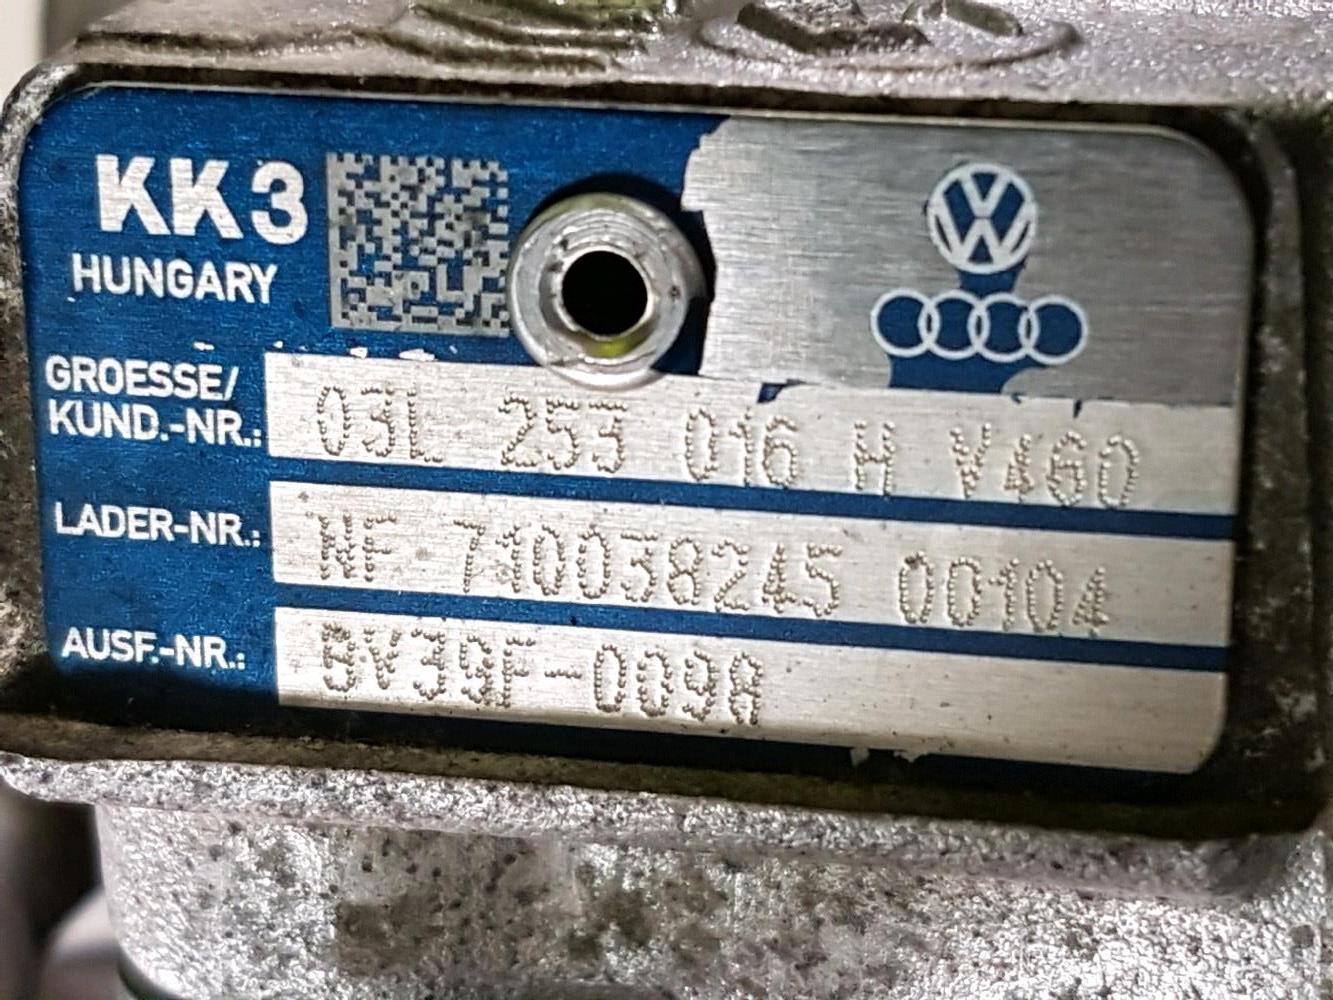 KK3
HUNGARY
GROESSE/
KUND.-NR.: 03L 253 016 H V460
LADER-NR.: NF 710038245 00104
AUSF.-NR.: BV39F-0098